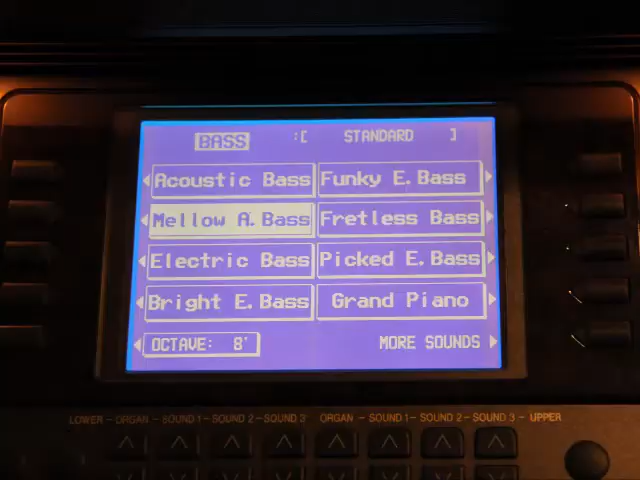 BASS :[ STANDARD ]
Acoustic Bass Funky E.Bass
Mellow A.Bass Fretless Bass
Electric Bass Picked E.Bass
Bright E.Bass Grand Piano
OCTAVE: 8' MORE SOUNDS
LOWER - ORGAN - SOUND 1 - SOUND 2 - SOUND 3 ORGAN - SOUND 1 - SOUND 2 - SOUND 3 - UPPER